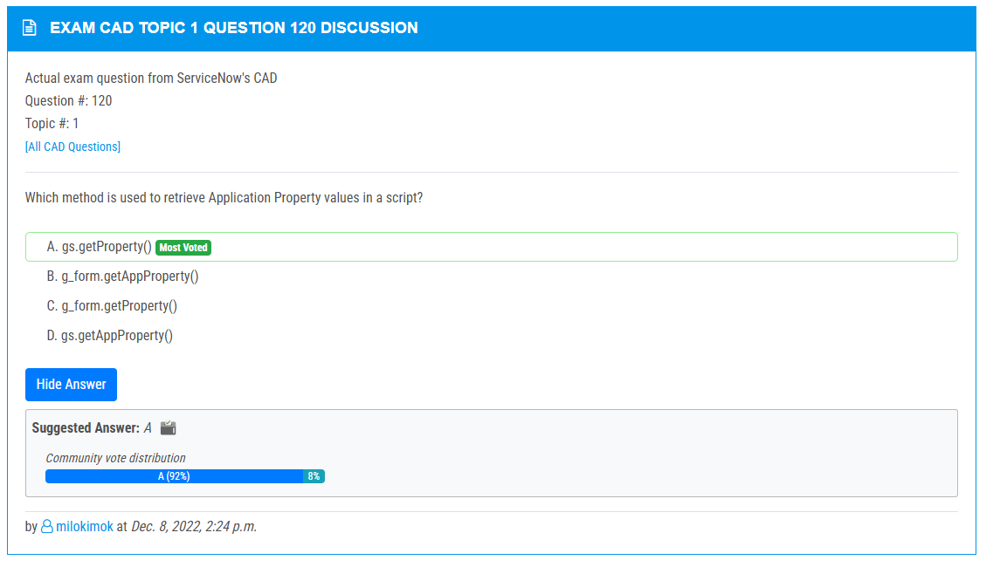 EXAM CAD TOPIC 1 QUESTION 120 DISCUSSION
Actual exam question from ServiceNow's CAD
Question #: 120
Topic #: 1
[All CAD Questions]
Which method is used to retrieve Application Property values in a script?
A. gs.getProperty() Most Voted
B. g_form.getAppProperty()
C. g_form.getProperty()
D. gs.getAppProperty()
Hide Answer
Suggested Answer: A
Community vote distribution
A (92%) 8%
by milokimok at Dec. 8, 2022, 2:24 p.m.